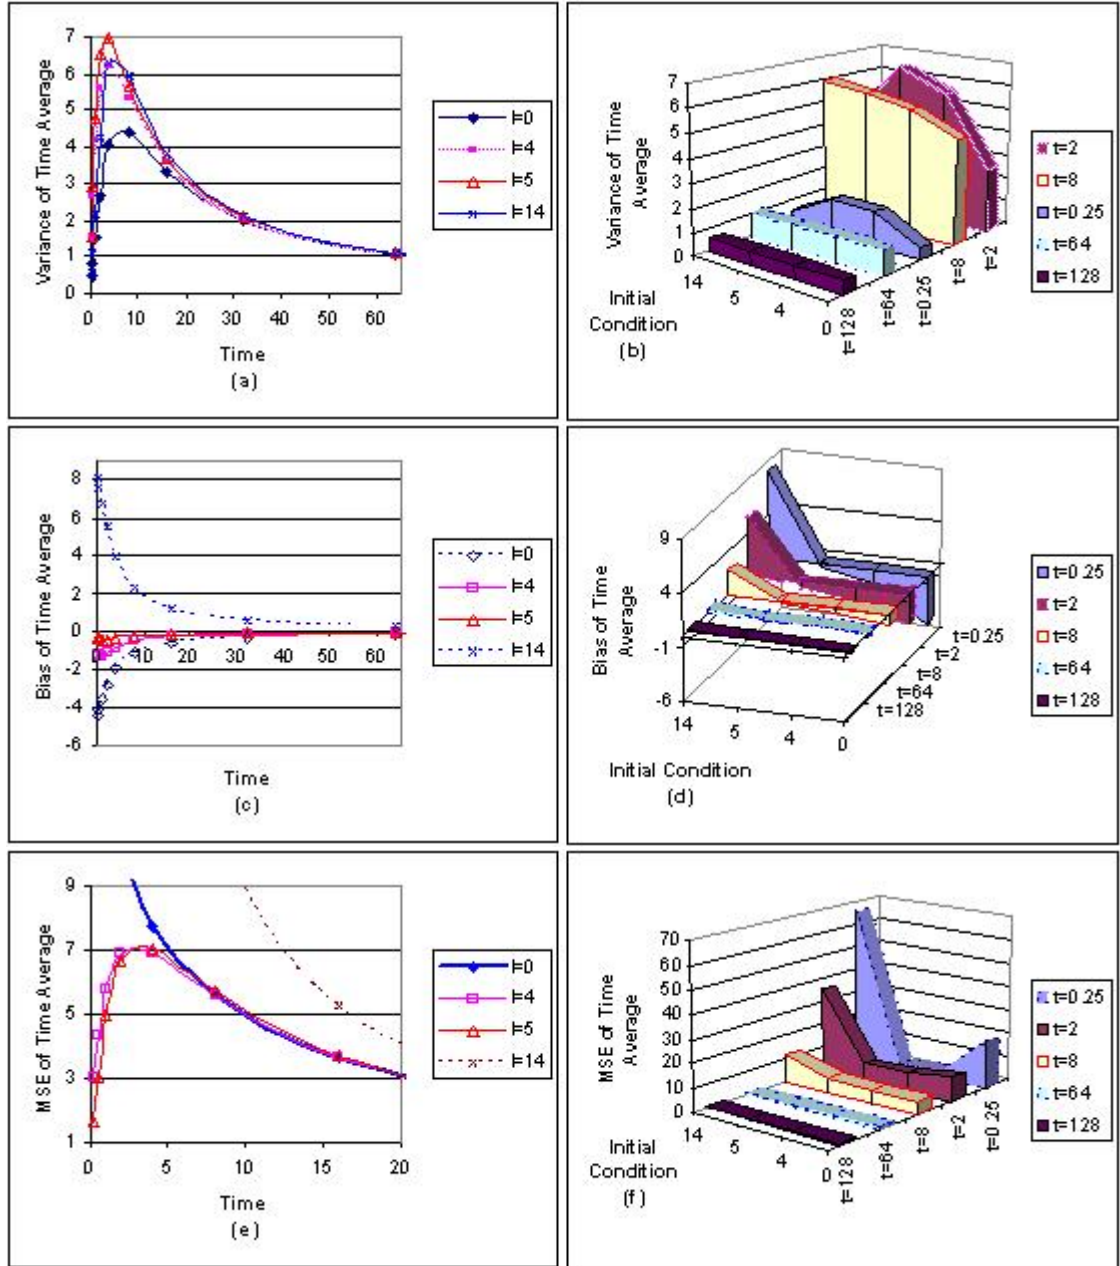 Variance of Time Average
7
6
5
4
3
2
1
0
0 10 20 30 40 50 60
Time
(a)
I=0
I=4
I=5
I=14
Variance of Time
Average
7
6
5
4
3
2
1
0
14 5 4 0
Initial
Condition
t=128 t=64 t=0.25 t=8 t=2
(b)
t=2
t=8
t=0.25
t=64
t=128
Bias of Time Average
8
6
4
2
0
-2
-4
-6
0 10 20 30 40 50 60
Time
(c)
I=0
I=4
I=5
I=14
Bias of Time
Average
9
4
-1
-6
14 5 4 0
t=0.25
t=2
t=8
t=64
t=128
Initial Condition
(d)
t=0.25
t=2
t=8
t=64
t=128
MSE of Time Average
9
7
5
3
1
0 5 10 15 20
Time
(e)
I=0
I=4
I=5
I=14
MSE of Time
Average
70
60
50
40
30
20
10
0
14 5 4 0
Initial
Condition
t=128 t=64 t=8 t=2 t=0.25
(f)
t=0.25
t=2
t=8
t=64
t=128